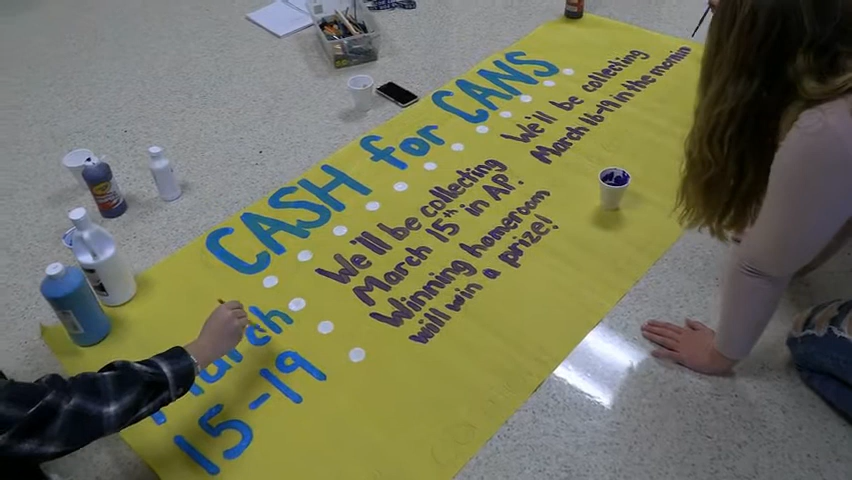 CASH for CANS
March
15-19
We'll be collecting
March 15th in AP!
Winning homeroom
will win a prize!
We'll be collecting
March 16-19 in the mornin